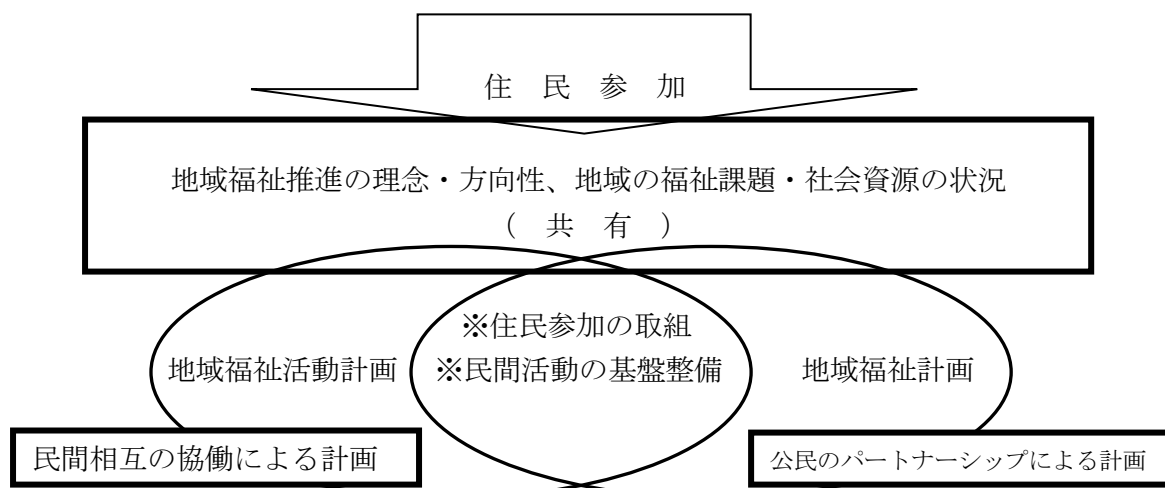 住　民　参　加
地域福祉推進の理念・方向性、地域の福祉課題・社会資源の状況
（　共　有　）
※住民参加の取組
地域福祉活動計画
※民間活動の基盤整備
地域福祉計画
民間相互の協働による計画
公民のパートナーシップによる計画